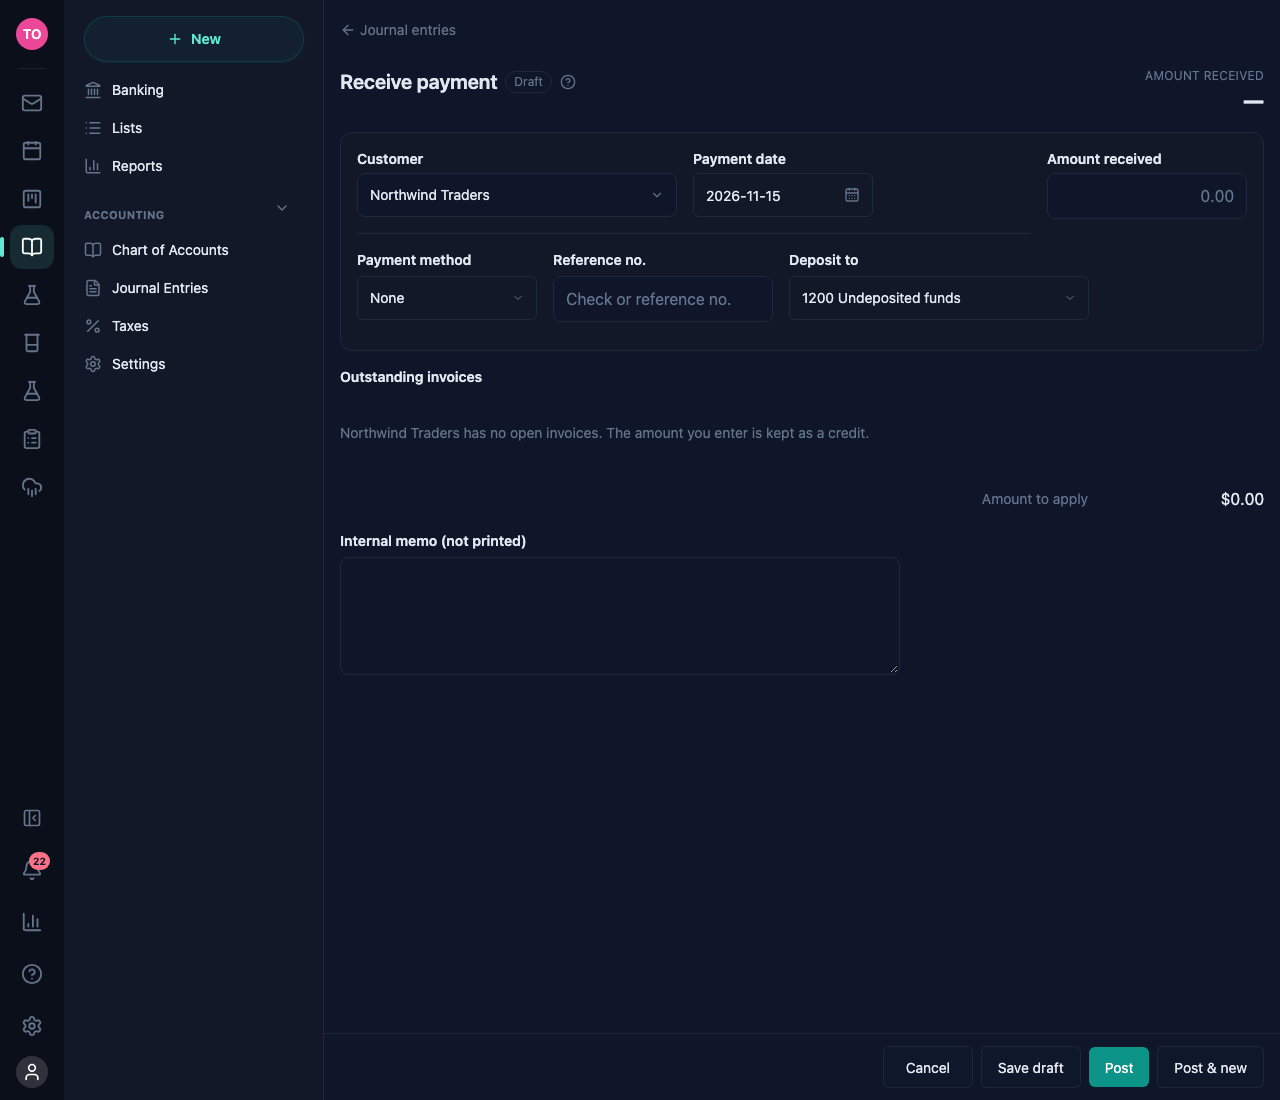 TO
New
Banking
Lists
Reports
ACCOUNTING
Chart of Accounts
Journal Entries
Taxes
Settings
22
Journal entries
Receive payment
Draft
AMOUNT RECEIVED
—
Customer
Payment date
Amount received
Northwind Traders
2026-11-15
0.00
Payment method
Reference no.
Deposit to
None
Check or reference no.
1200 Undeposited funds
Outstanding invoices
Northwind Traders has no open invoices. The amount you enter is kept as a credit.
Amount to apply
$0.00
Internal memo (not printed)
Cancel
Save draft
Post
Post & new